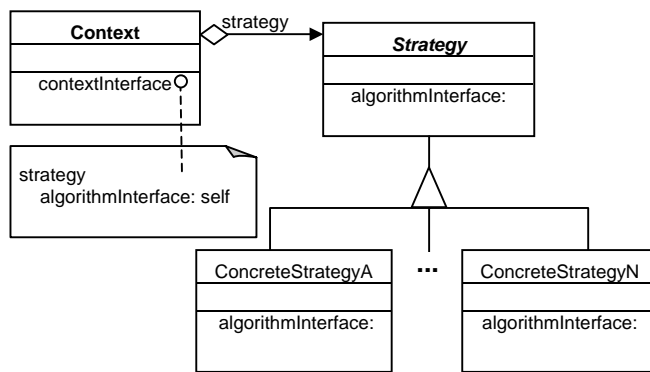 Context
strategy
Strategy
contextInterface
algorithmInterface:
strategy
algorithmInterface: self
ConcreteStrategyA
...
ConcreteStrategyN
algorithmInterface:
algorithmInterface: